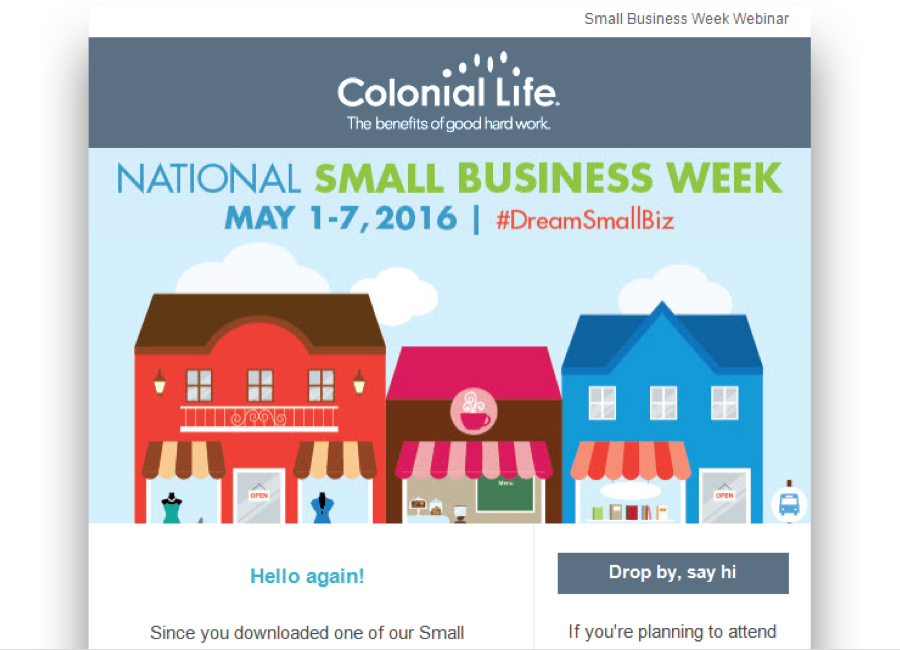 Small Business Week Webinar
Colonial Life.
The benefits of good hard work.
NATIONAL SMALL BUSINESS WEEK
MAY 1-7, 2016 | #DreamSmallBiz
Menu
OPEN
OPEN
Hello again!
Since you downloaded one of our Small
Drop by, say hi
If you're planning to attend